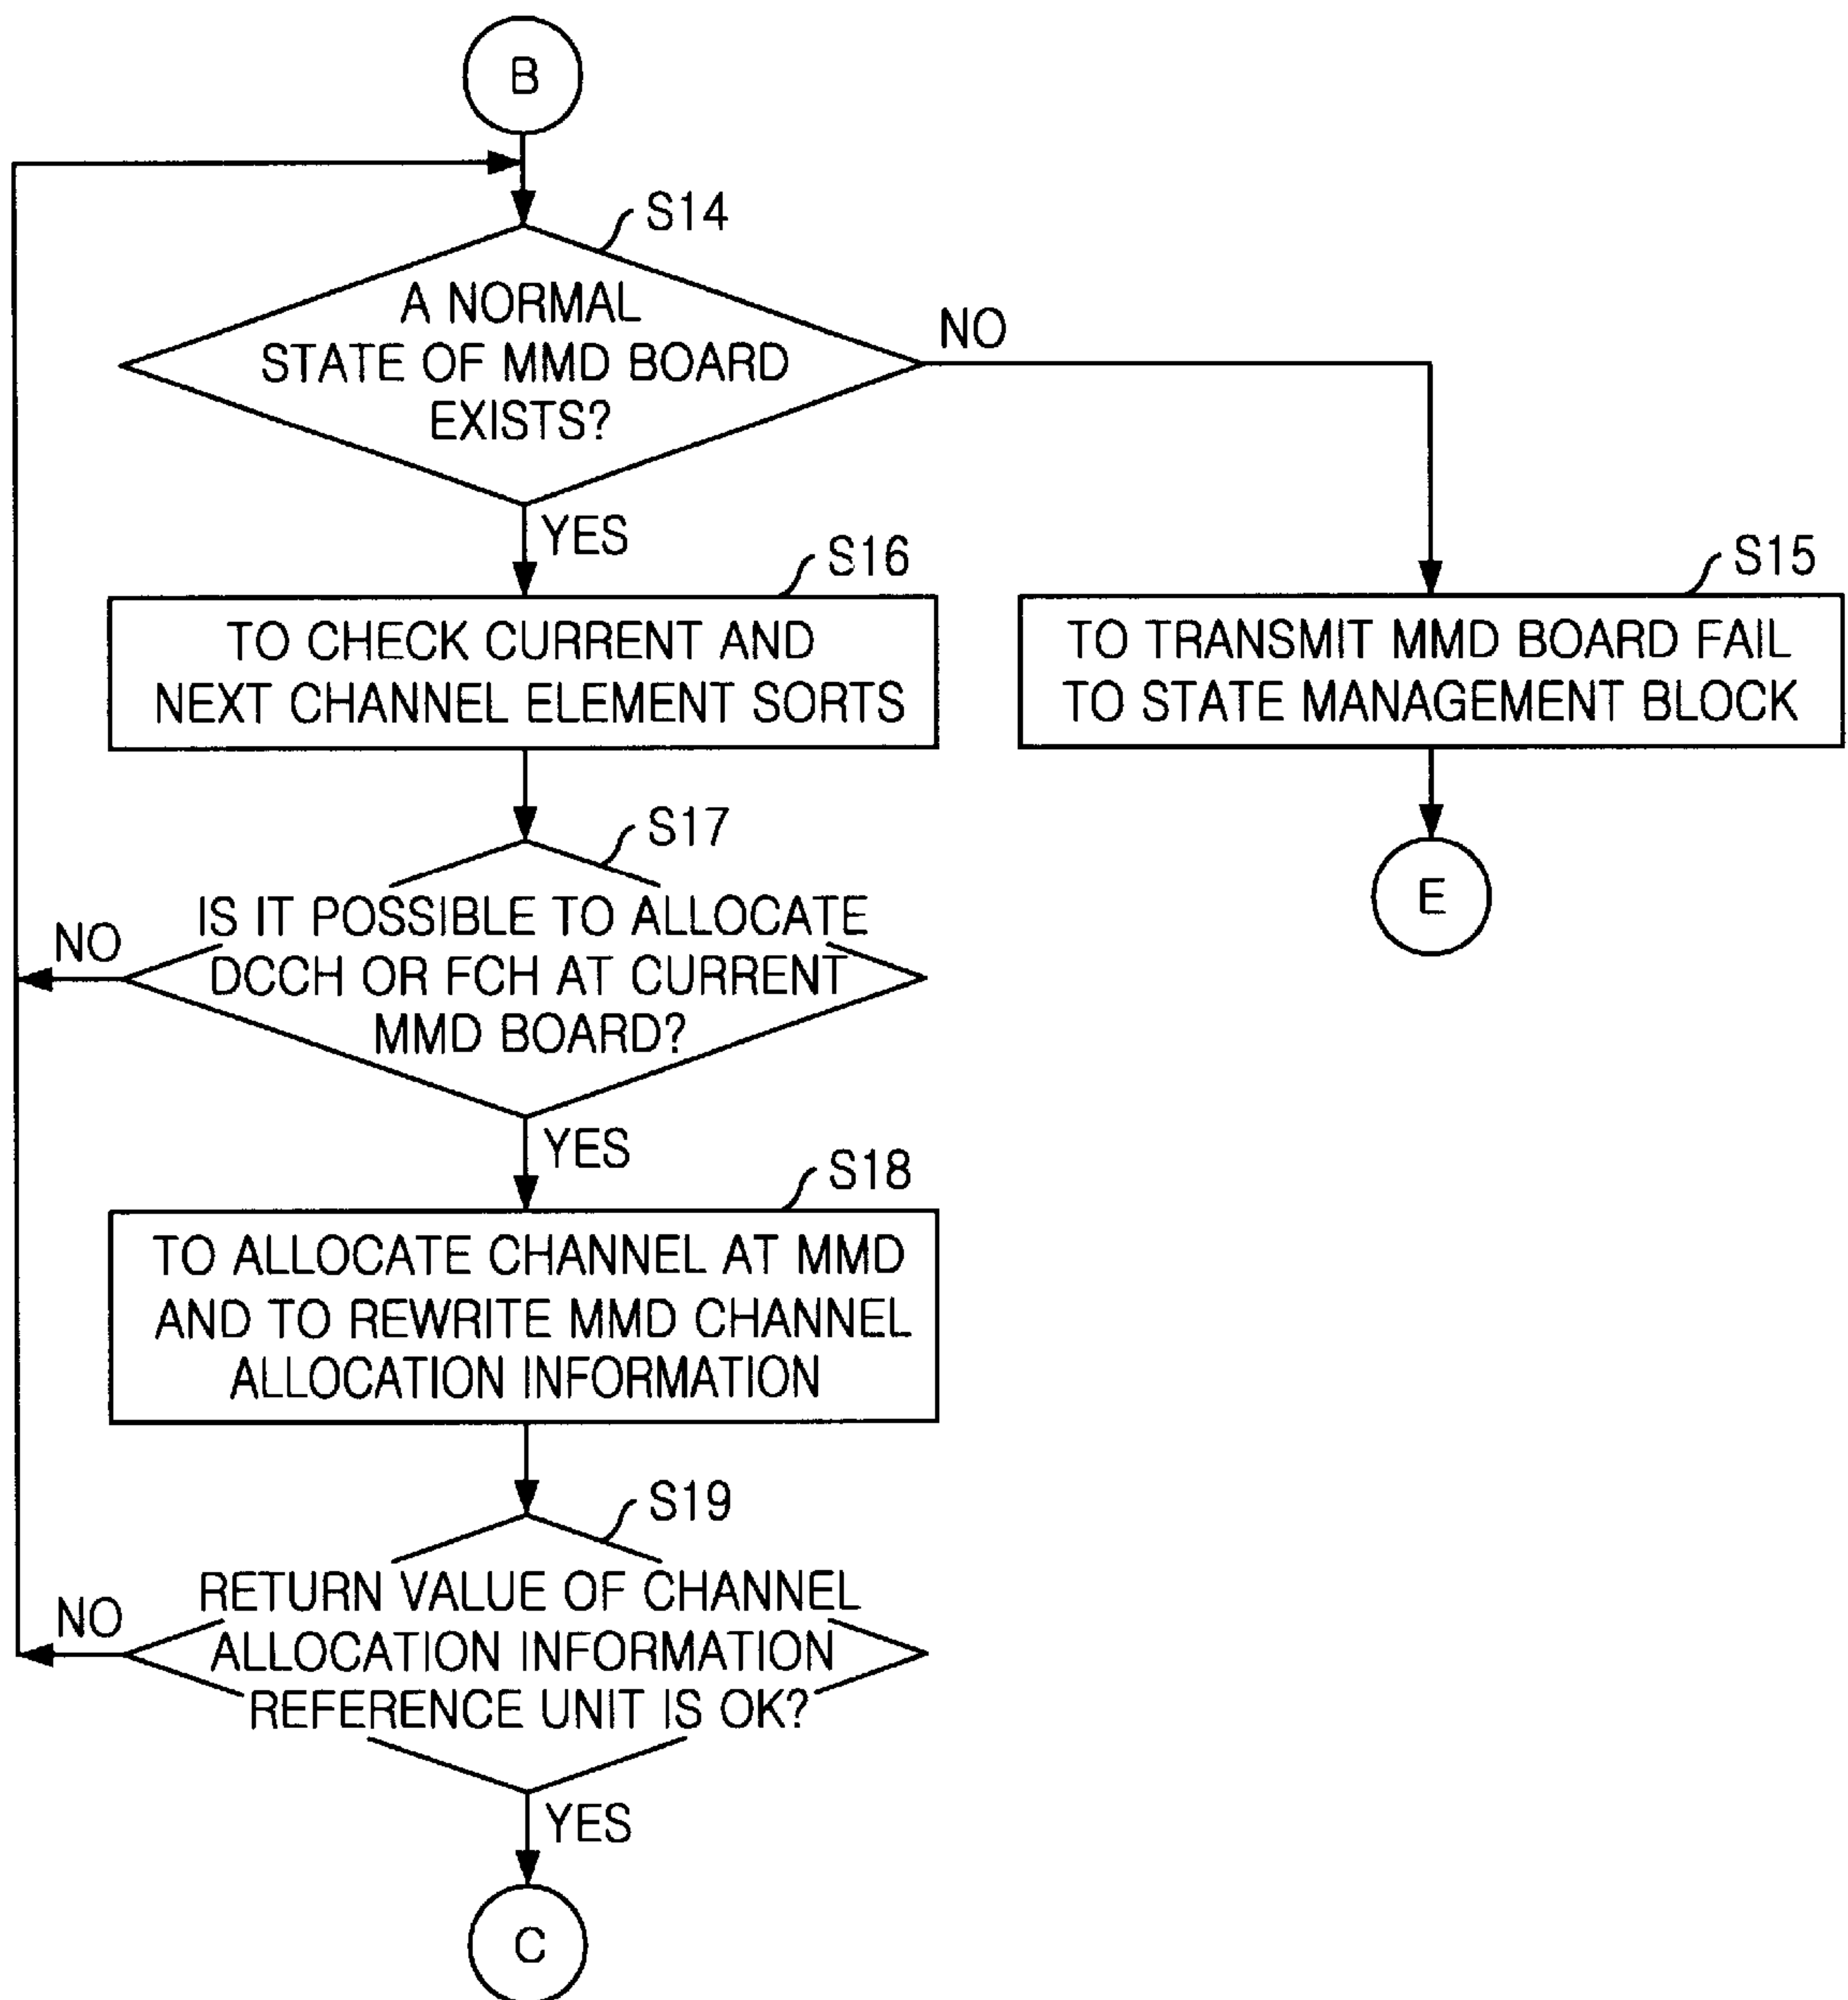 B
S14
A NORMAL
STATE OF MMD BOARD
EXISTS?
NO
YES
S16
TO CHECK CURRENT AND
NEXT CHANNEL ELEMENT SORTS
S15
TO TRANSMIT MMD BOARD FAIL
TO STATE MANAGEMENT BLOCK
E
S17
IS IT POSSIBLE TO ALLOCATE
DCCH OR FCH AT CURRENT
MMD BOARD?
NO
YES
S18
TO ALLOCATE CHANNEL AT MMD
AND TO REWRITE MMD CHANNEL
ALLOCATION INFORMATION
S19
RETURN VALUE OF CHANNEL
ALLOCATION INFORMATION
REFERENCE UNIT IS OK?
NO
YES
C